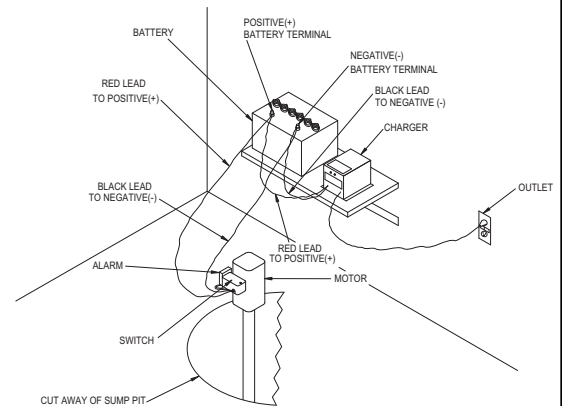 POSITIVE(+)
BATTERY TERMINAL
BATTERY
NEGATIVE(-)
BATTERY TERMINAL
RED LEAD
TO POSITIVE(+)
BLACK LEAD
TO NEGATIVE (-)
CHARGER
OUTLET
BLACK LEAD
TO NEGATIVE(-)
RED LEAD
TO POSITIVE(+)
ALARM
MOTOR
SWITCH
CUT AWAY OF SUMP PIT